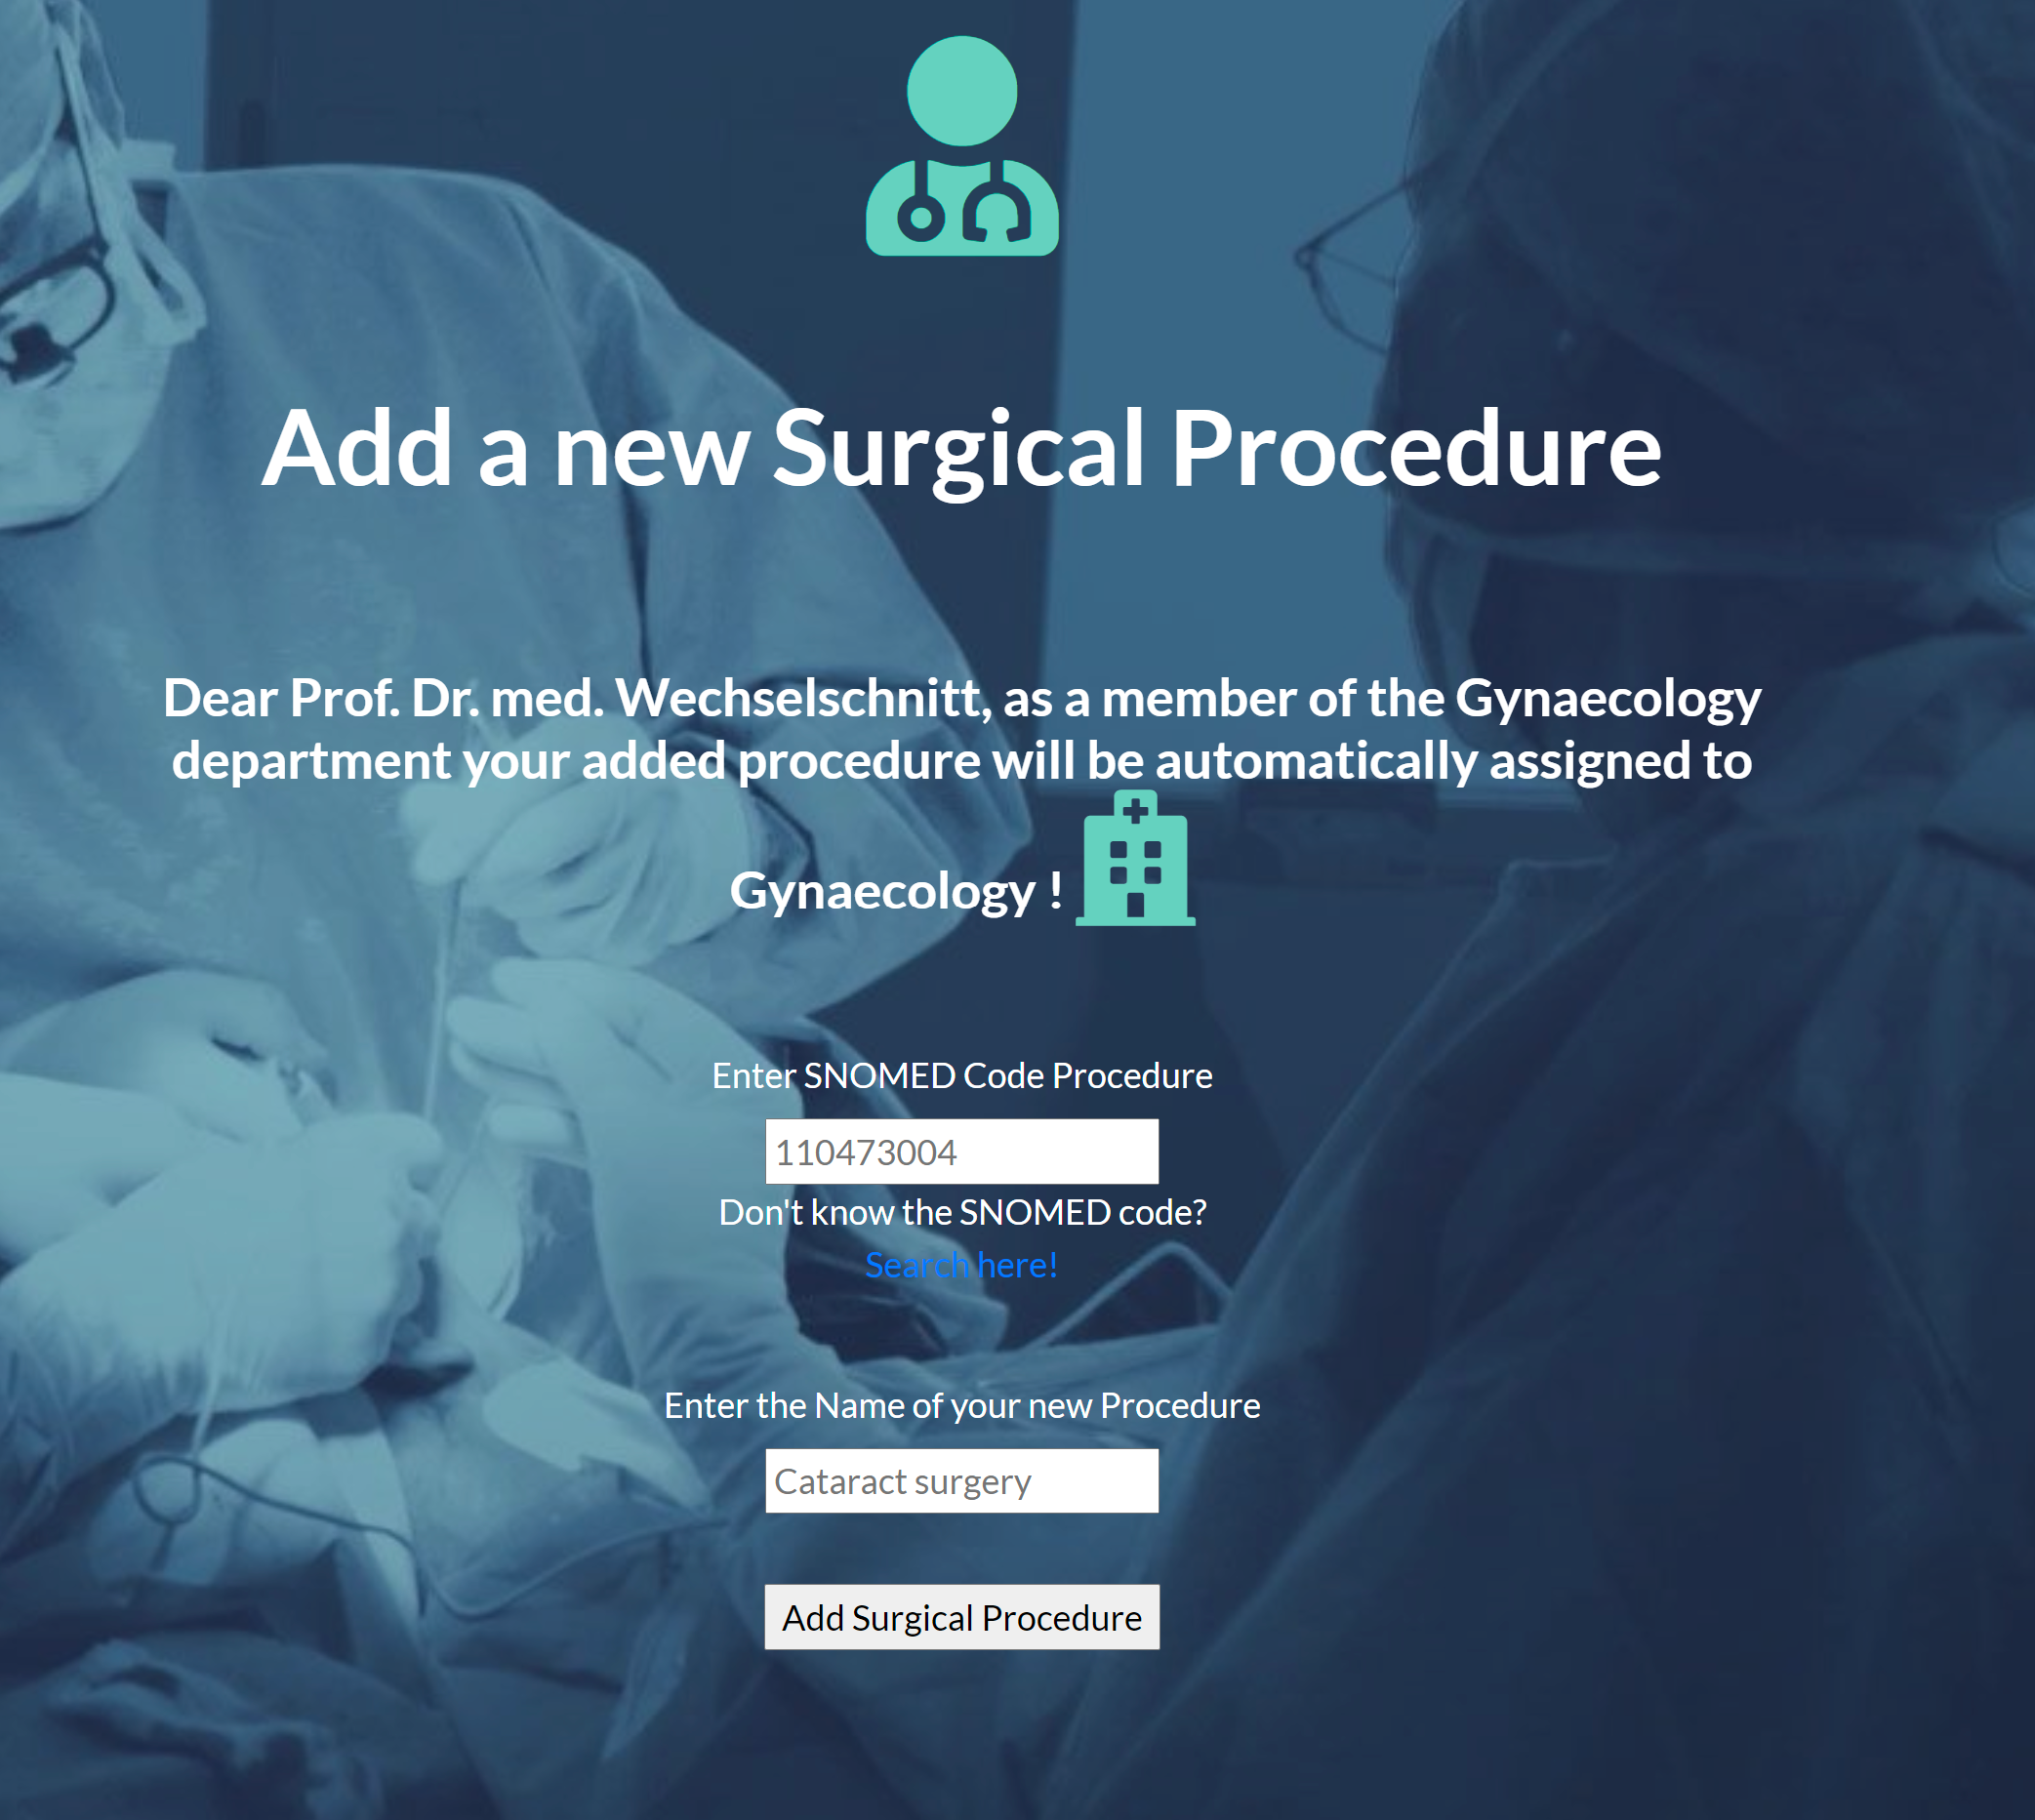 Add a new Surgical Procedure
Dear Prof. Dr. med. Wechselschnitt, as a member of the Gynaecology
department your added procedure will be automatically assigned to
Gynaecology !
Enter SNOMED Code Procedure
110473004
Don't know the SNOMED code?
Search here!
Enter the Name of your new Procedure
Cataract surgery
Add Surgical Procedure